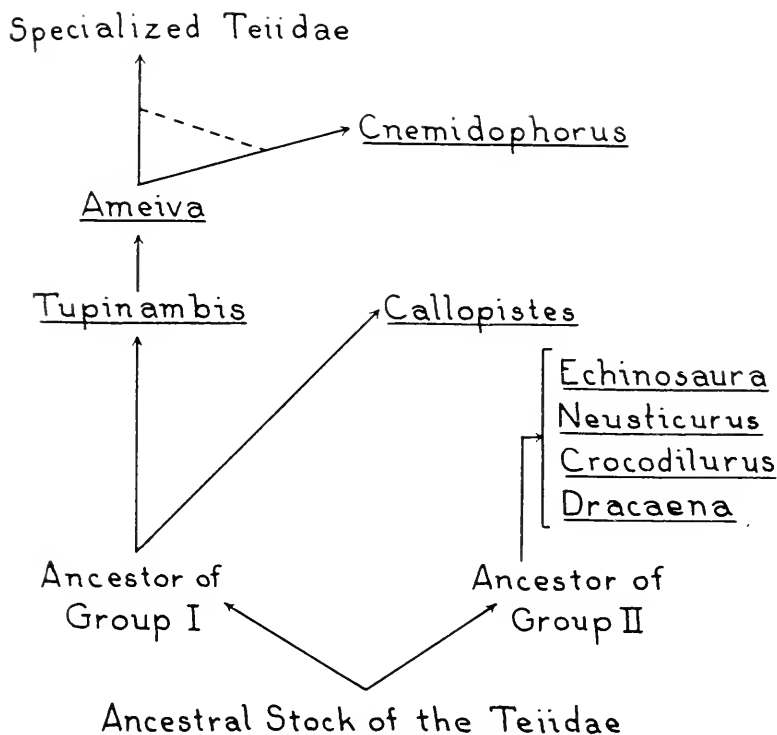 Specialized Teiidae
Cnemidophorus
Ameiva
Tupinambis
Callopistes
Echinosaura
Neusticurus
Crocodilurus
Dracaena
Ancestor of
Group I
Ancestor of
Group II
Ancestral Stock of the Teiidae